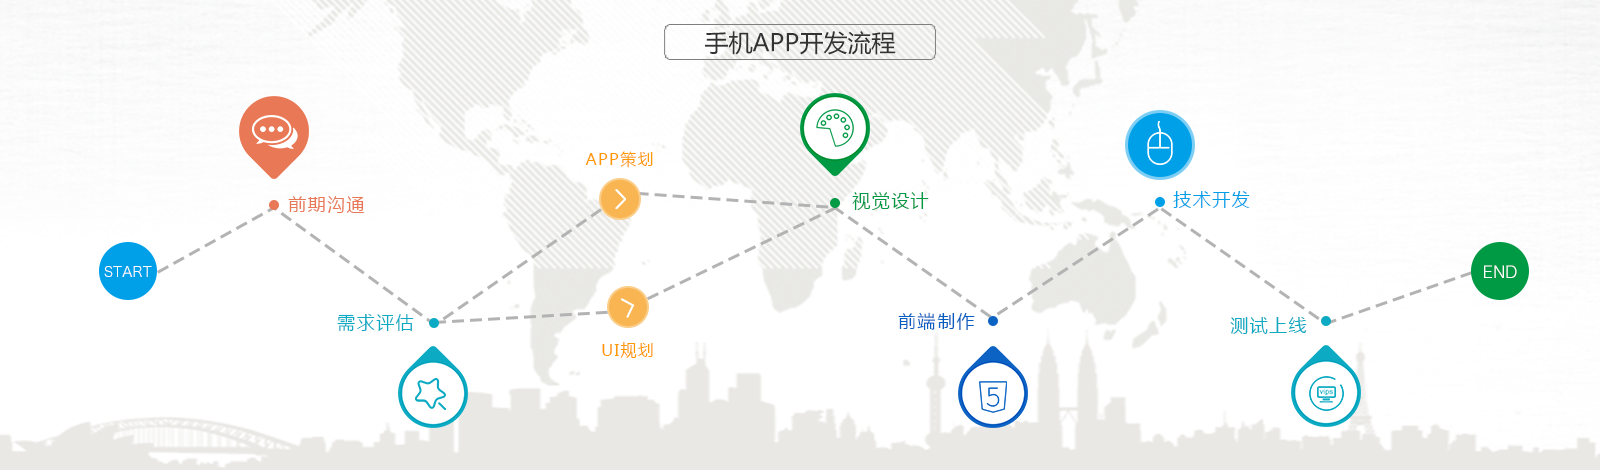 手机APP开发流程
START
前期沟通
需求评估
APP策划
UI规划
视觉设计
前端制作
5
技术开发
测试上线
vips
END